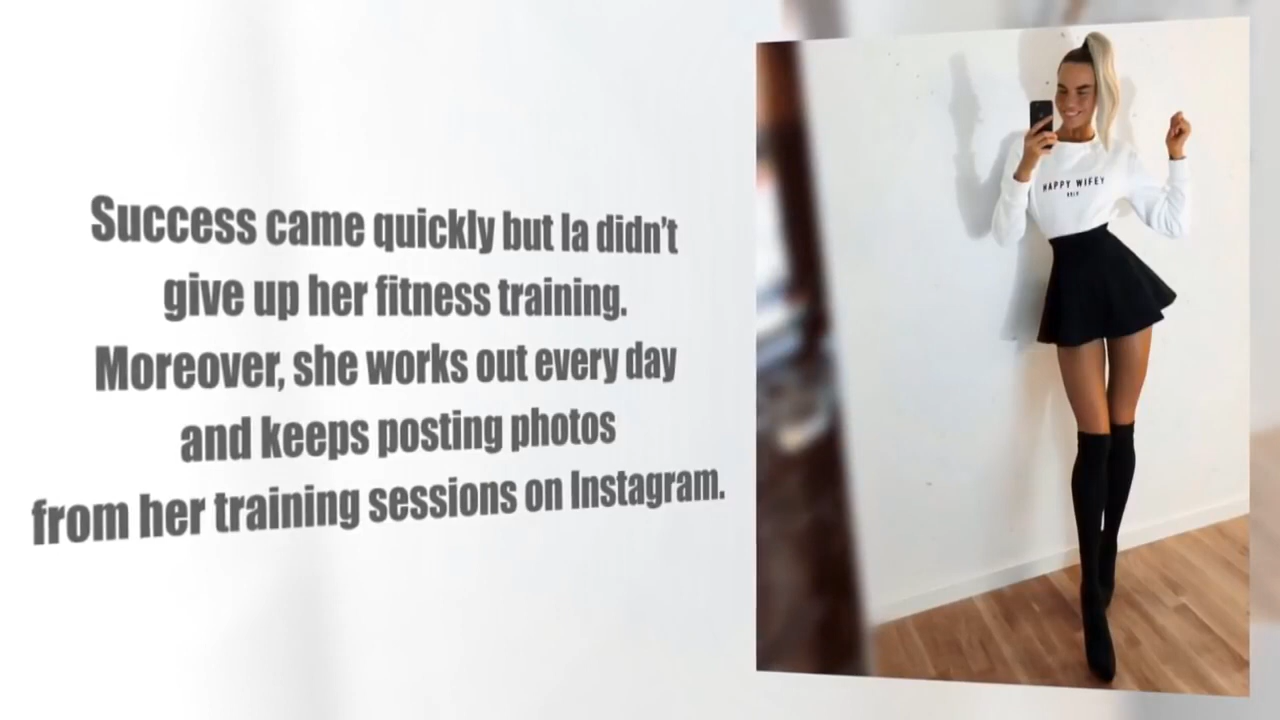 Success came quickly but Ia didn't
give up her fitness training.
Moreover, she works out every day
and keeps posting photos
from her training sessions on Instagram.
HAPPY WIFEY